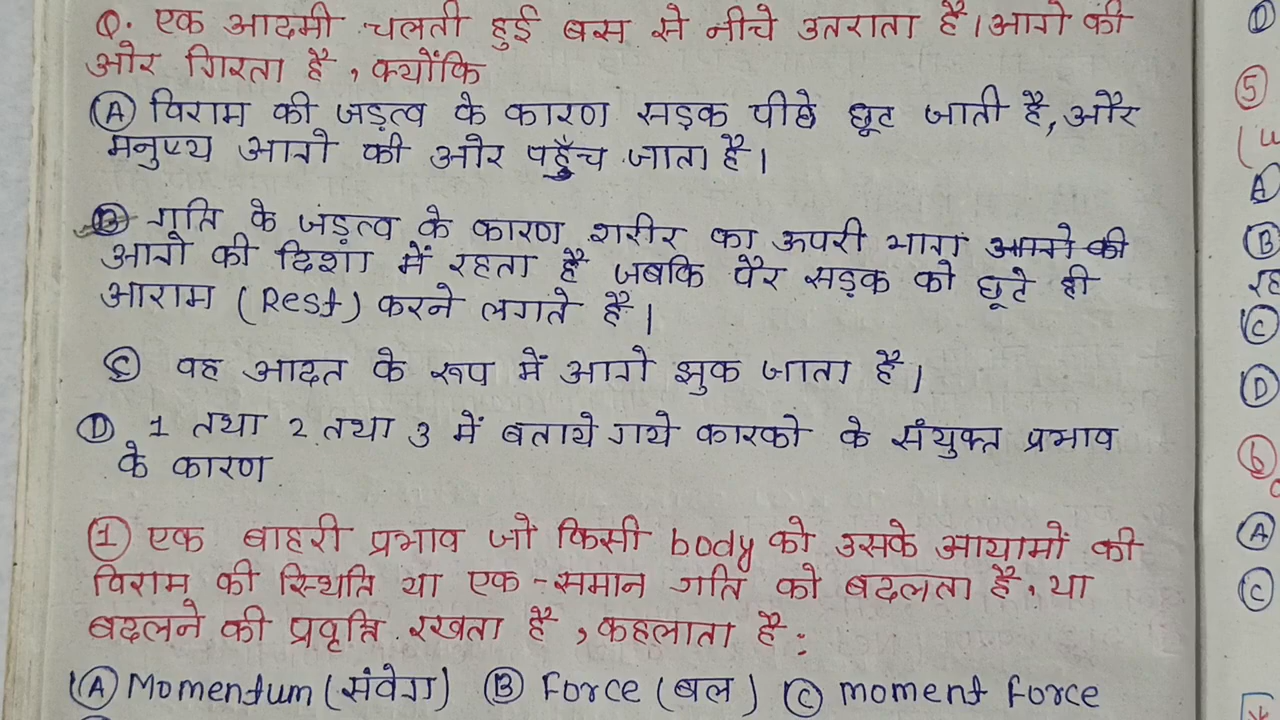 Q. एक आदमी चलती हुई बस से नीचे उतराता है। आगे की
ओर गिरता है, क्योंकि
(A) विराम की जड़त्व के कारण सड़क पीछे छूट जाती है, और
मनुष्य आगे की ओर पहुँच जाता है।
(B) गति के जड़त्व के कारण शरीर का ऊपरी भाग आगे की
आगे की दिशा में रहता है जबकि पैर सड़क को छूते ही
आराम (Rest) करने लगते हैं।
(C) वह आदत के रूप में आगे झुक जाता है।
(D) 1 तथा 2 तथा 3 में बताये गये कारको के संयुक्त प्रभाव
के कारण
(1) एक बाहरी प्रभाव जो किसी body को उसके आयामों की
विराम की स्थिति या एक-समान गति को बदलता है, या
बदलने की प्रवृत्ति रखता है, कहलाता है:
(A) Momentum (संवेग) (B) Force (बल) (C) moment force
(D)
(5)
(A)
(B)
(C)
(D)
(6)
(A)
(C)